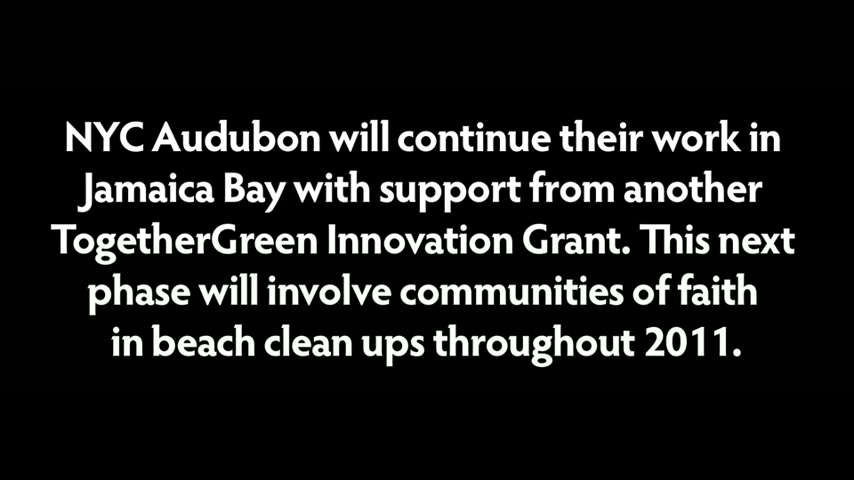 NYC Audubon will continue their work in
Jamaica Bay with support from another
TogetherGreen Innovation Grant. This next
phase will involve communities of faith
in beach clean ups throughout 2011.